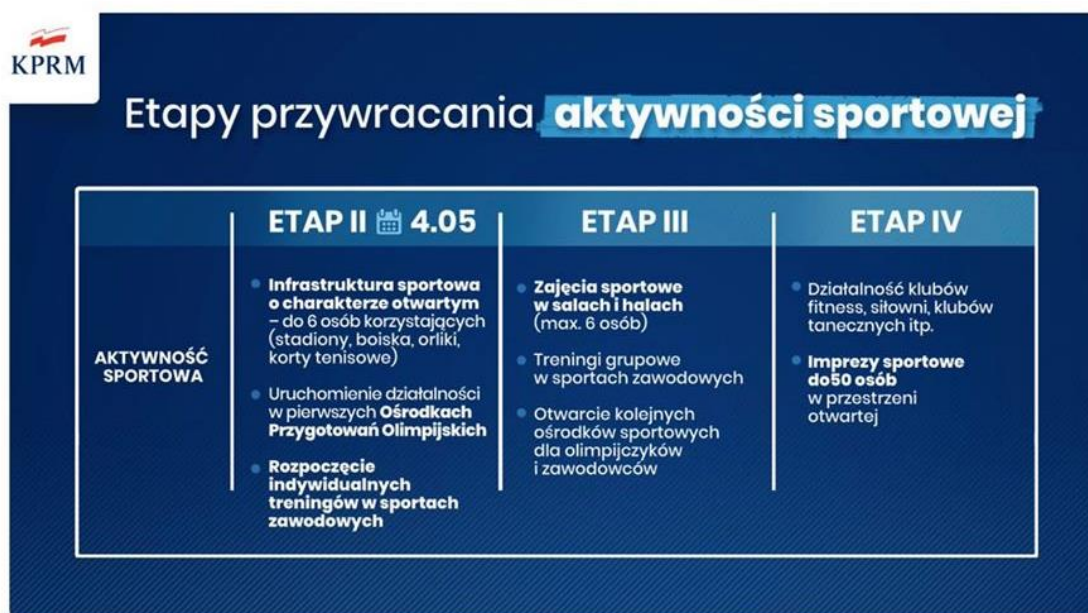 KPRM
Etapy przywracania aktywności sportowej
ETAP II 4.05
ETAP III
ETAP IV
AKTYWNOŚĆ
SPORTOWA
Infrastruktura sportowa
o charakterze otwartym
– do 6 osób korzystających
(stadiony, boiska, orliki,
korty tenisowe)
Uruchomienie działalności
w pierwszych Ośrodkach
Przygotowań Olimpijskich
Rozpoczęcie
indywidualnych
treningów w sportach
zawodowych
Zajęcia sportowe
w salach i halach
(max. 6 osób)
Treningi grupowe
w sportach zawodowych
Otwarcie kolejnych
ośrodków sportowych
dla olimpijczyków
i zawodowców
Działalność klubów
fitness, siłowni, klubów
tanecznych itp.
Imprezy sportowe
do50 osób
w przestrzeni
otwartej